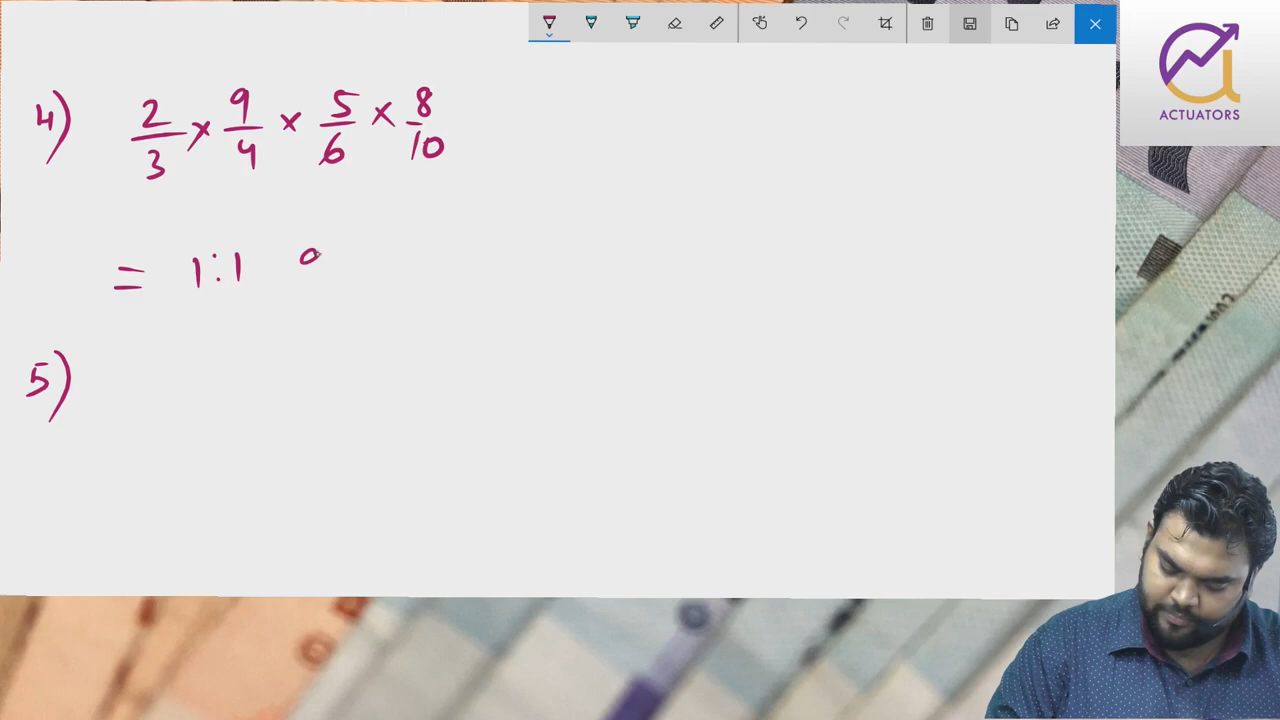 ACTUATORS
4) 2/3 × 9/4 × 5/6 × 8/10
= 1:1
5)